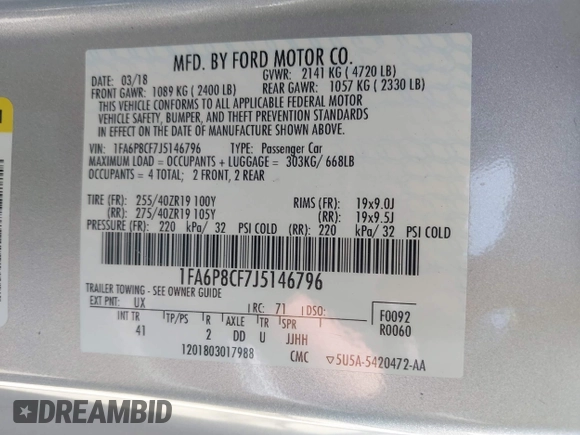 MFD. BY FORD MOTOR CO.
DATE: 03/18 GVWR: 2141 KG ( 4720 LB)
FRONT GAWR: 1089 KG ( 2400 LB) REAR GAWR: 1057 KG ( 2330 LB)
THIS VEHICLE CONFORMS TO ALL APPLICABLE FEDERAL MOTOR
VEHICLE SAFETY, BUMPER, AND THEFT PREVENTION STANDARDS
IN EFFECT ON THE DATE OF MANUFACTURE SHOWN ABOVE.
VIN: 1FA6P8CF7J5146796 TYPE: Passenger Car
MAXIMUM LOAD = OCCUPANTS + LUGGAGE = 303KG/ 668LB
OCCUPANTS = 4 TOTAL; 2 FRONT, 2 REAR
TIRE (FR): 255/40ZR19 100Y RIMS (FR): 19x9.0J
(RR): 275/40ZR19 105Y (RR): 19x9.5J
PRESSURE (FR): 220 kPa/ 32 PSI COLD (RR): 220 kPa/ 32 PSI COLD
1FA6P8CF7J5146796
TRAILER TOWING - SEE OWNER GUIDE
EXT PNT: UX RC: 71 DSO: F0092
INT TR TP/PS R AXLE TR SPR R0060
41 2 DD U JJHH
1201803017988 CMC ▽5U5A-5420472-AA
DREAMBID